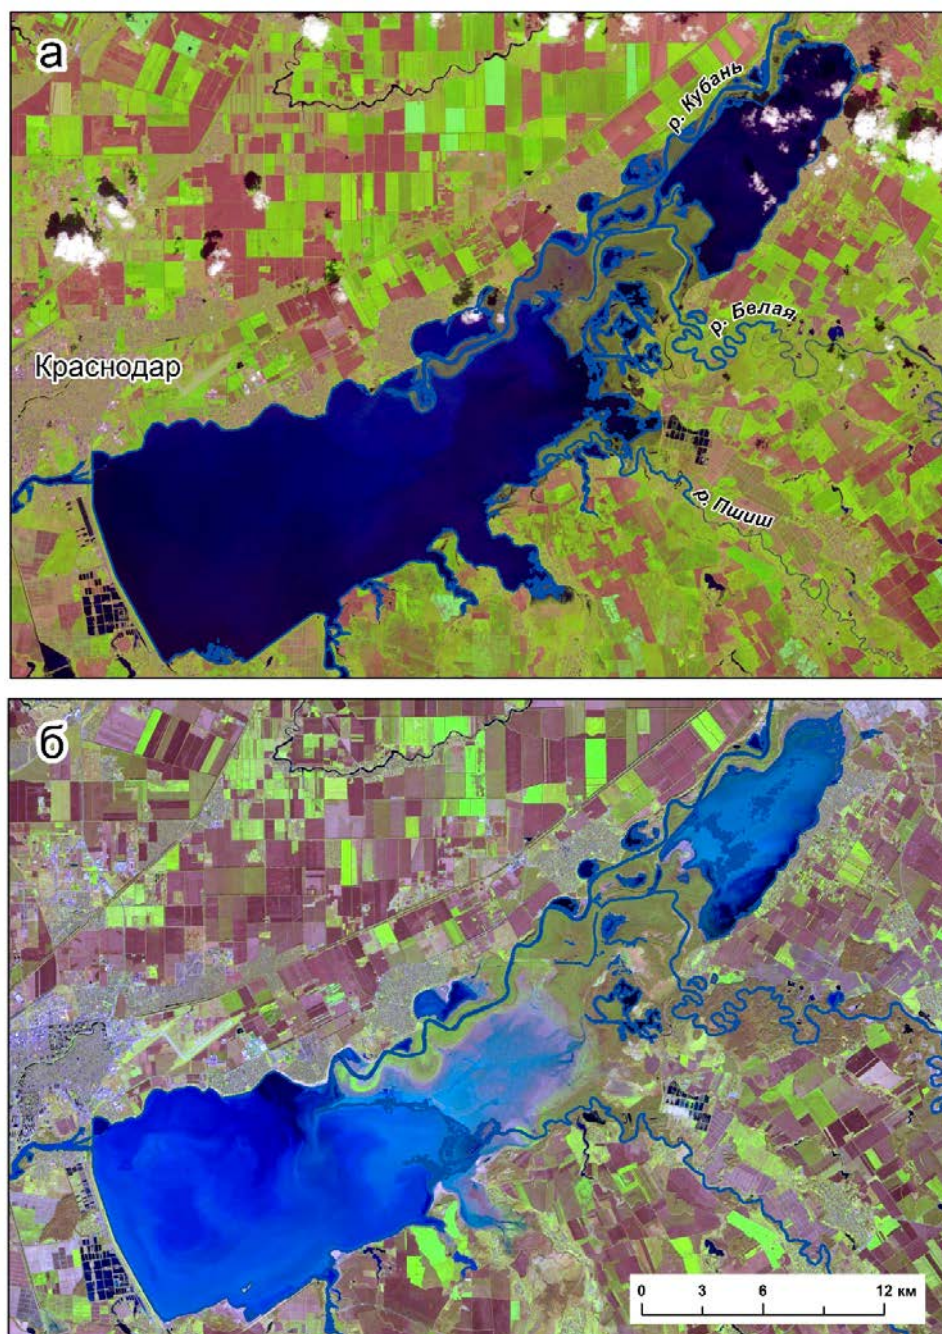 а
р. Кубань
р. Белая
Краснодар
р. Пшиш
б
0 3 6 12 км